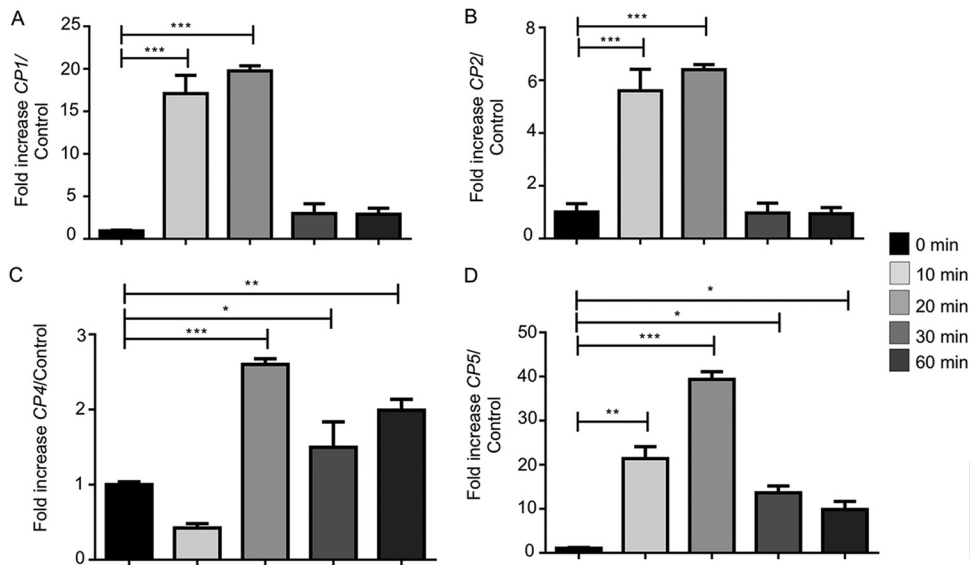 A
Fold increase CP1/
Control
25
20
15
10
5
0
***
***
B
Fold increase CP2/
Control
8
6
4
2
0
***
***
C
Fold increase CP4/Control
3
2
1
0
**
*
***
D
Fold increase CP5/
Control
50
40
30
20
10
0
*
*
***
**
0 min
10 min
20 min
30 min
60 min